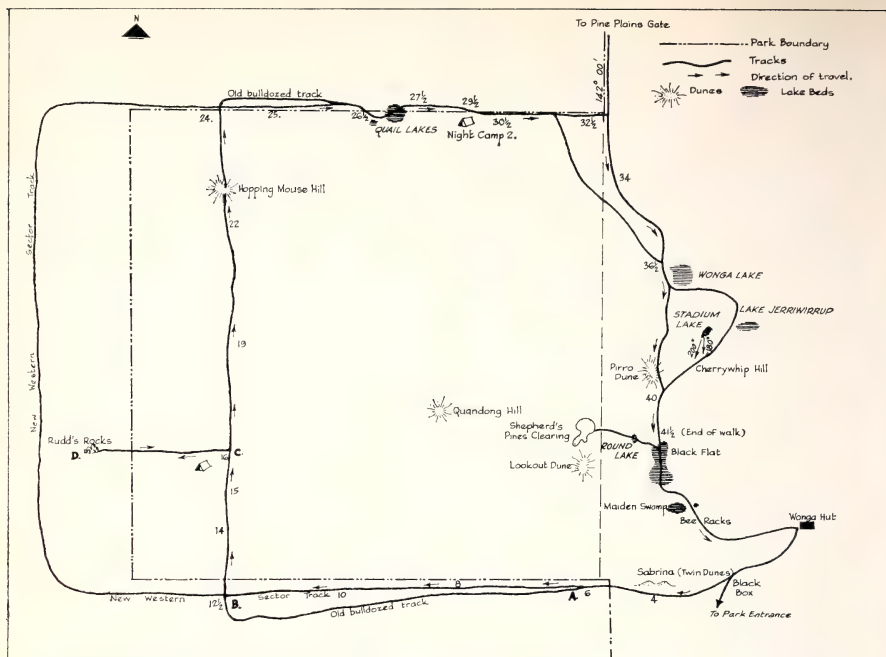 N
To Pine Plains Gate
142° 00'
Park Boundary
Tracks
Direction of travel.
Dunes
Lake Beds
Old bulldozed track
27½
29½
24.
25.
26½
QUAIL LAKES
Night Camp 2.
30½
32½
34
New Western Sector Track
Hopping Mouse Hill
22
36½
WONGA LAKE
LAKE JERRIWIRRUP
STADIUM
LAKE
220°
180°
19
Pirro
Dune
Cherrywhip Hill
40
Quandong Hill
Shepherd's
Pines Clearing
41½ (End of walk)
Rudd's Rocks
ROUND
LAKE
Black Flat
D.
16
C.
Lookout Dune
15
14
Maiden Swamp
Bee Racks
Wonga Hut
Sabrina (Twin Dunes)
Black
Box
New Western Sector Track
12½
B.
10
8
A.
6
4
Old bulldozed track
To Park Entrance